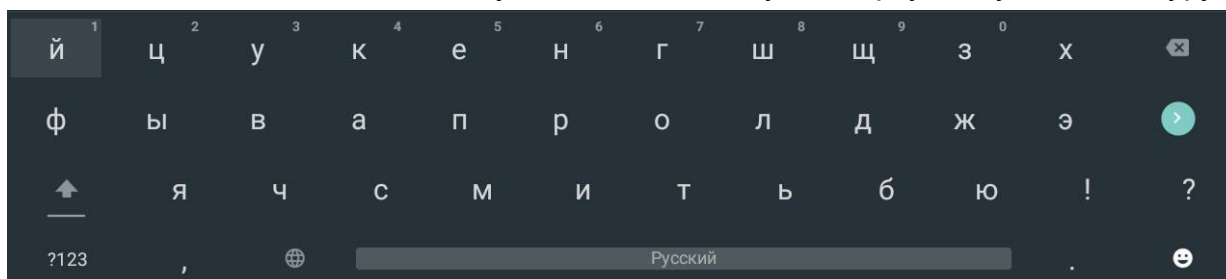 й 1 ц 2 у 3 к 4 е 5 н 6 г 7 ш 8 щ 9 з 0 х
ф ы в а п р о л д ж э
я ч с м и т ь б ю ! ?
?123 , Русский .